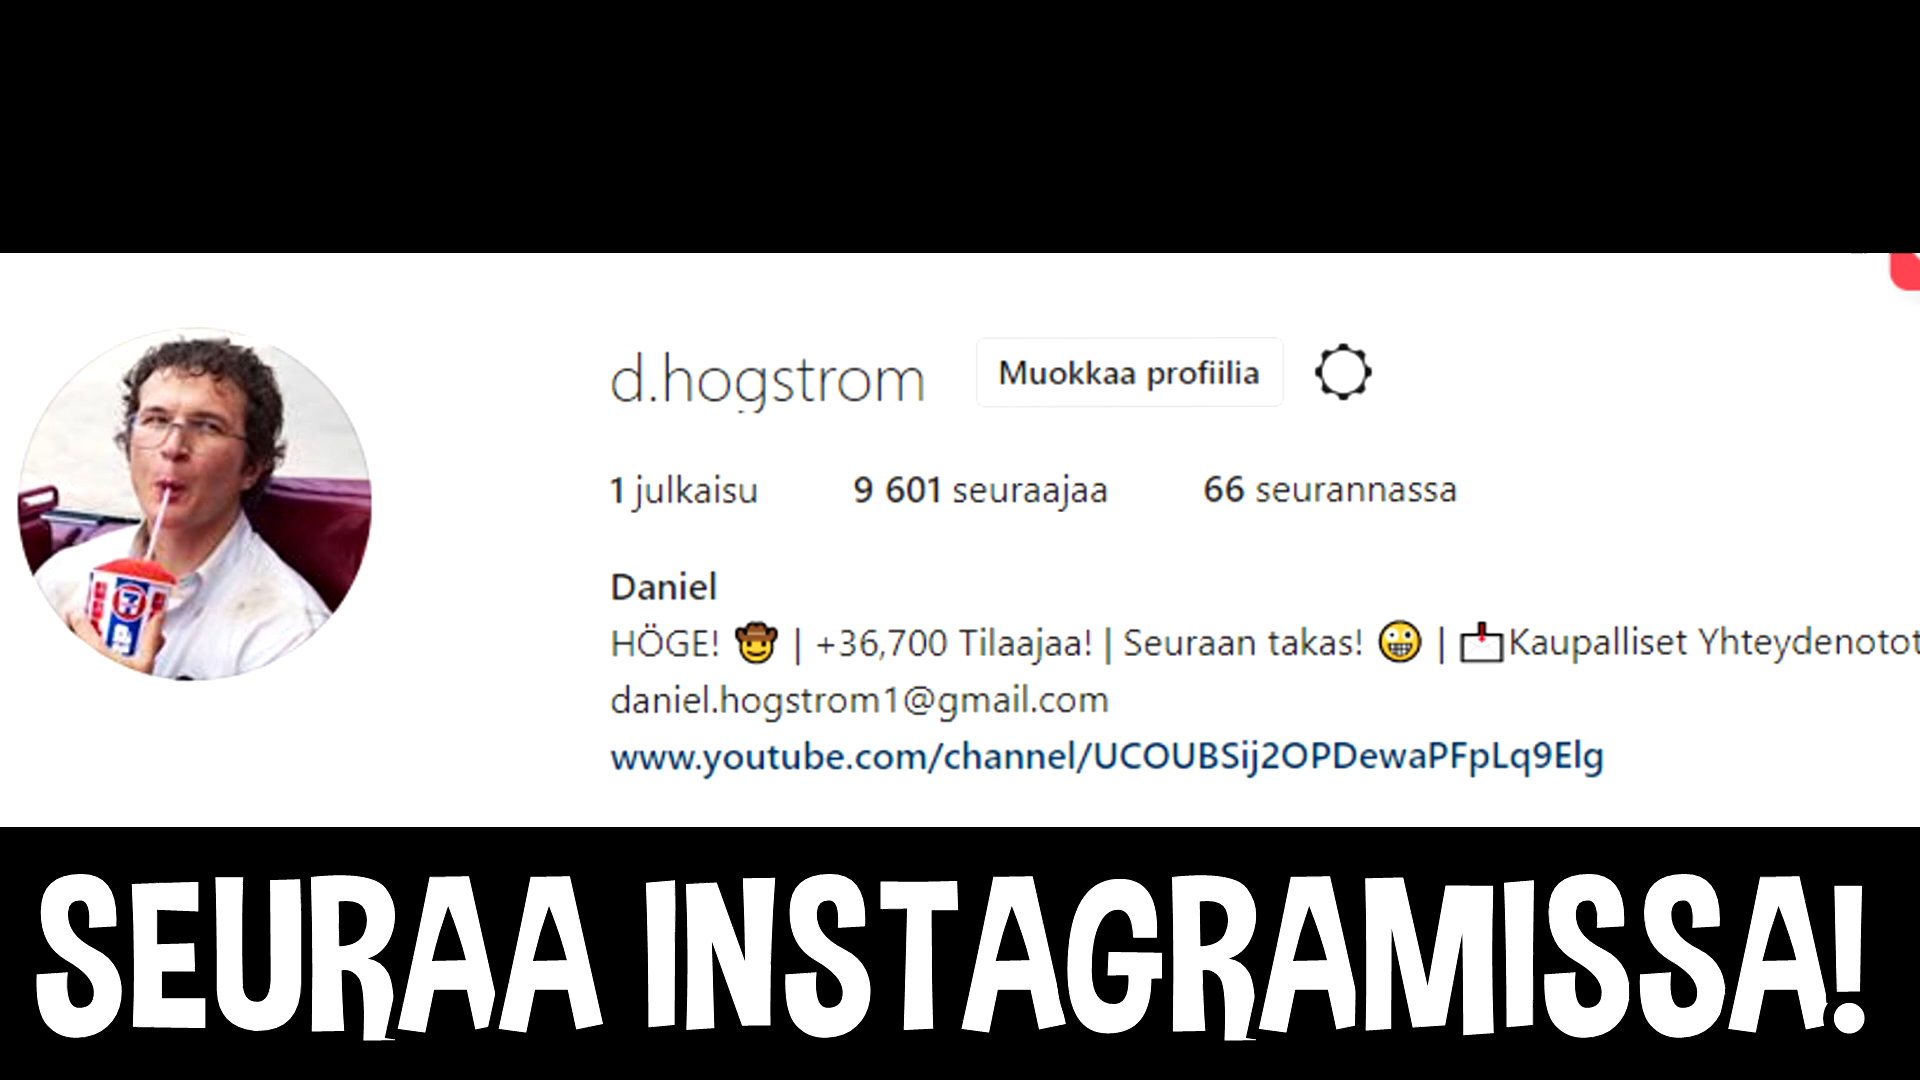 d.hogstrom Muokkaa profiilia
1 julkaisu 9 601 seuraajaa 66 seurannassa
Daniel
HÖGE! 🤠 | +36,700 Tilaajaa! | Seuraan takas! 😀 | 📩Kaupalliset Yhteydenotot
daniel.hogstrom1@gmail.com
www.youtube.com/channel/UCOUBSij2OPDewaPFpLq9Elg
SEURAA INSTAGRAMISSA!